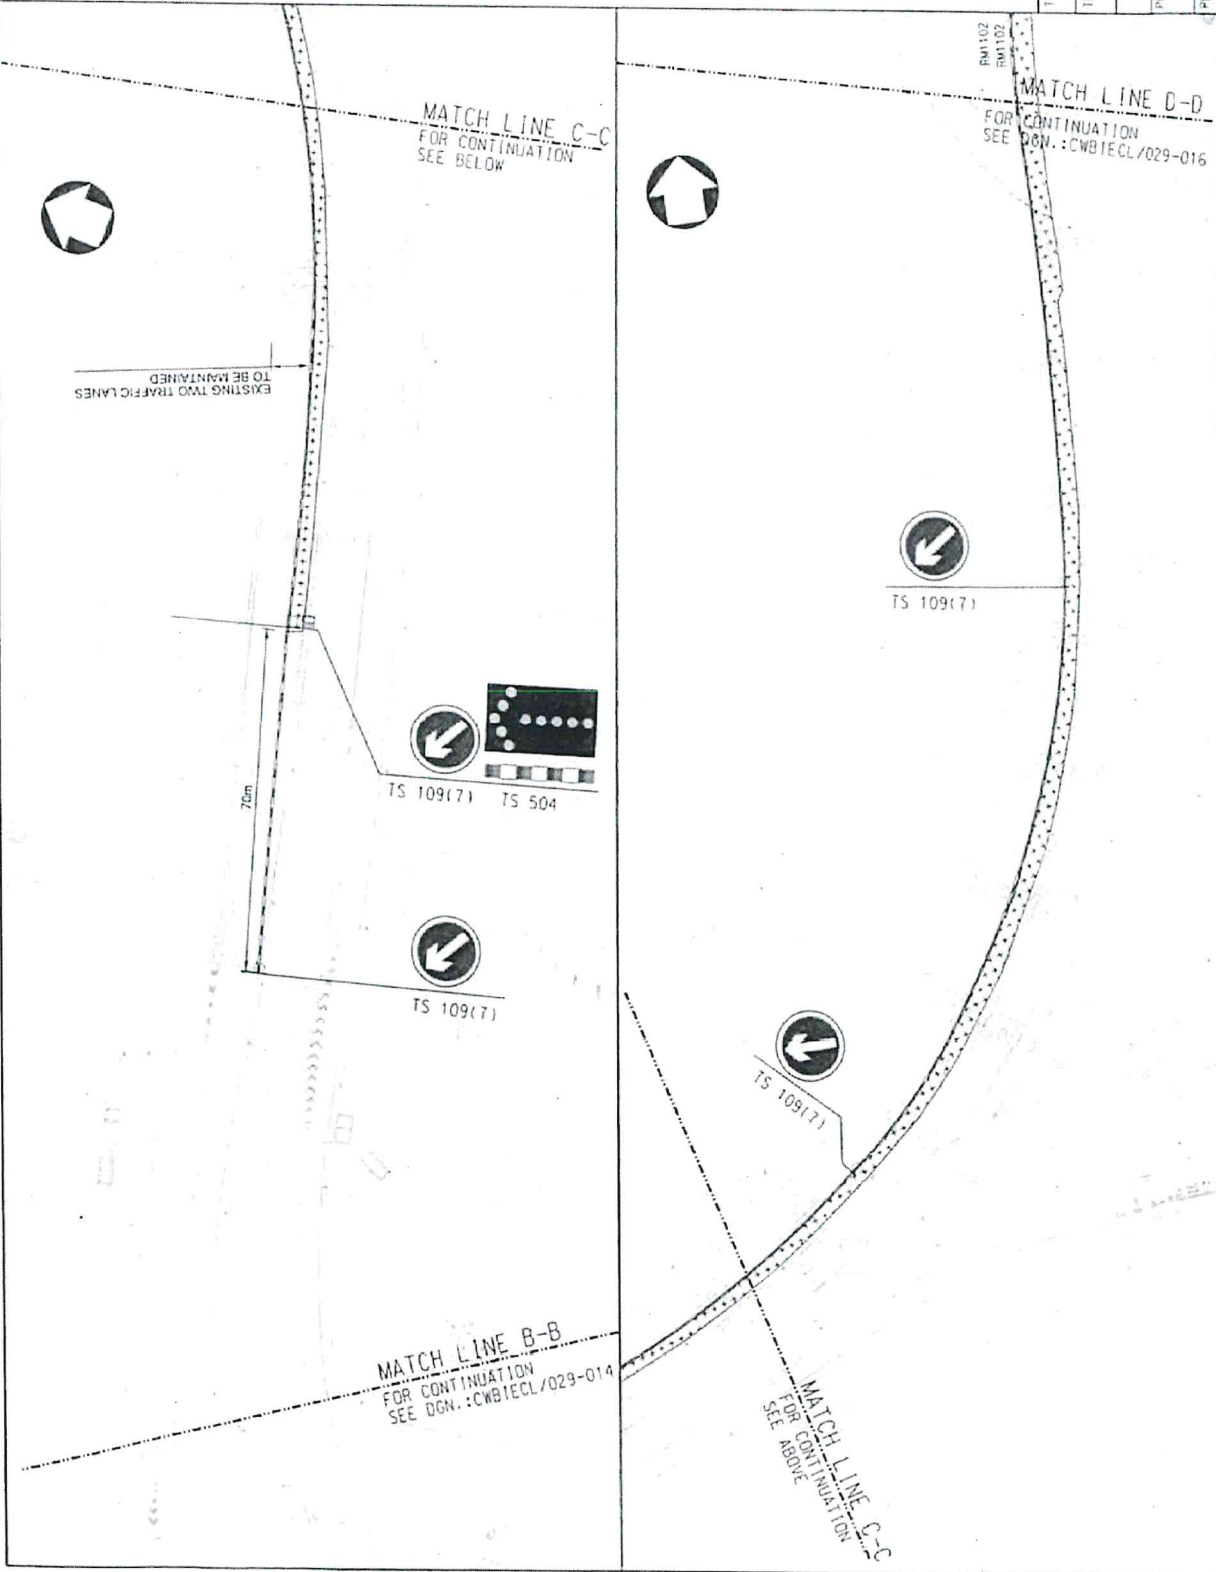 MATCH LINE C-C
FOR CONTINUATION
SEE BELOW
EXISTING TWO TRAFFIC LANES
TO BE MAINTAINED
70m
TS 109(7)
TS 504
TS 109(7)
MATCH LINE B-B
FOR CONTINUATION
SEE DGN.:CWBIECL/029-014
RM1102
RM1102
MATCH LINE D-D
FOR CONTINUATION
SEE DGN.:CWBIECL/029-016
TS 109(7)
TS 109(7)
MATCH LINE C-C
FOR CONTINUATION
SEE ABOVE